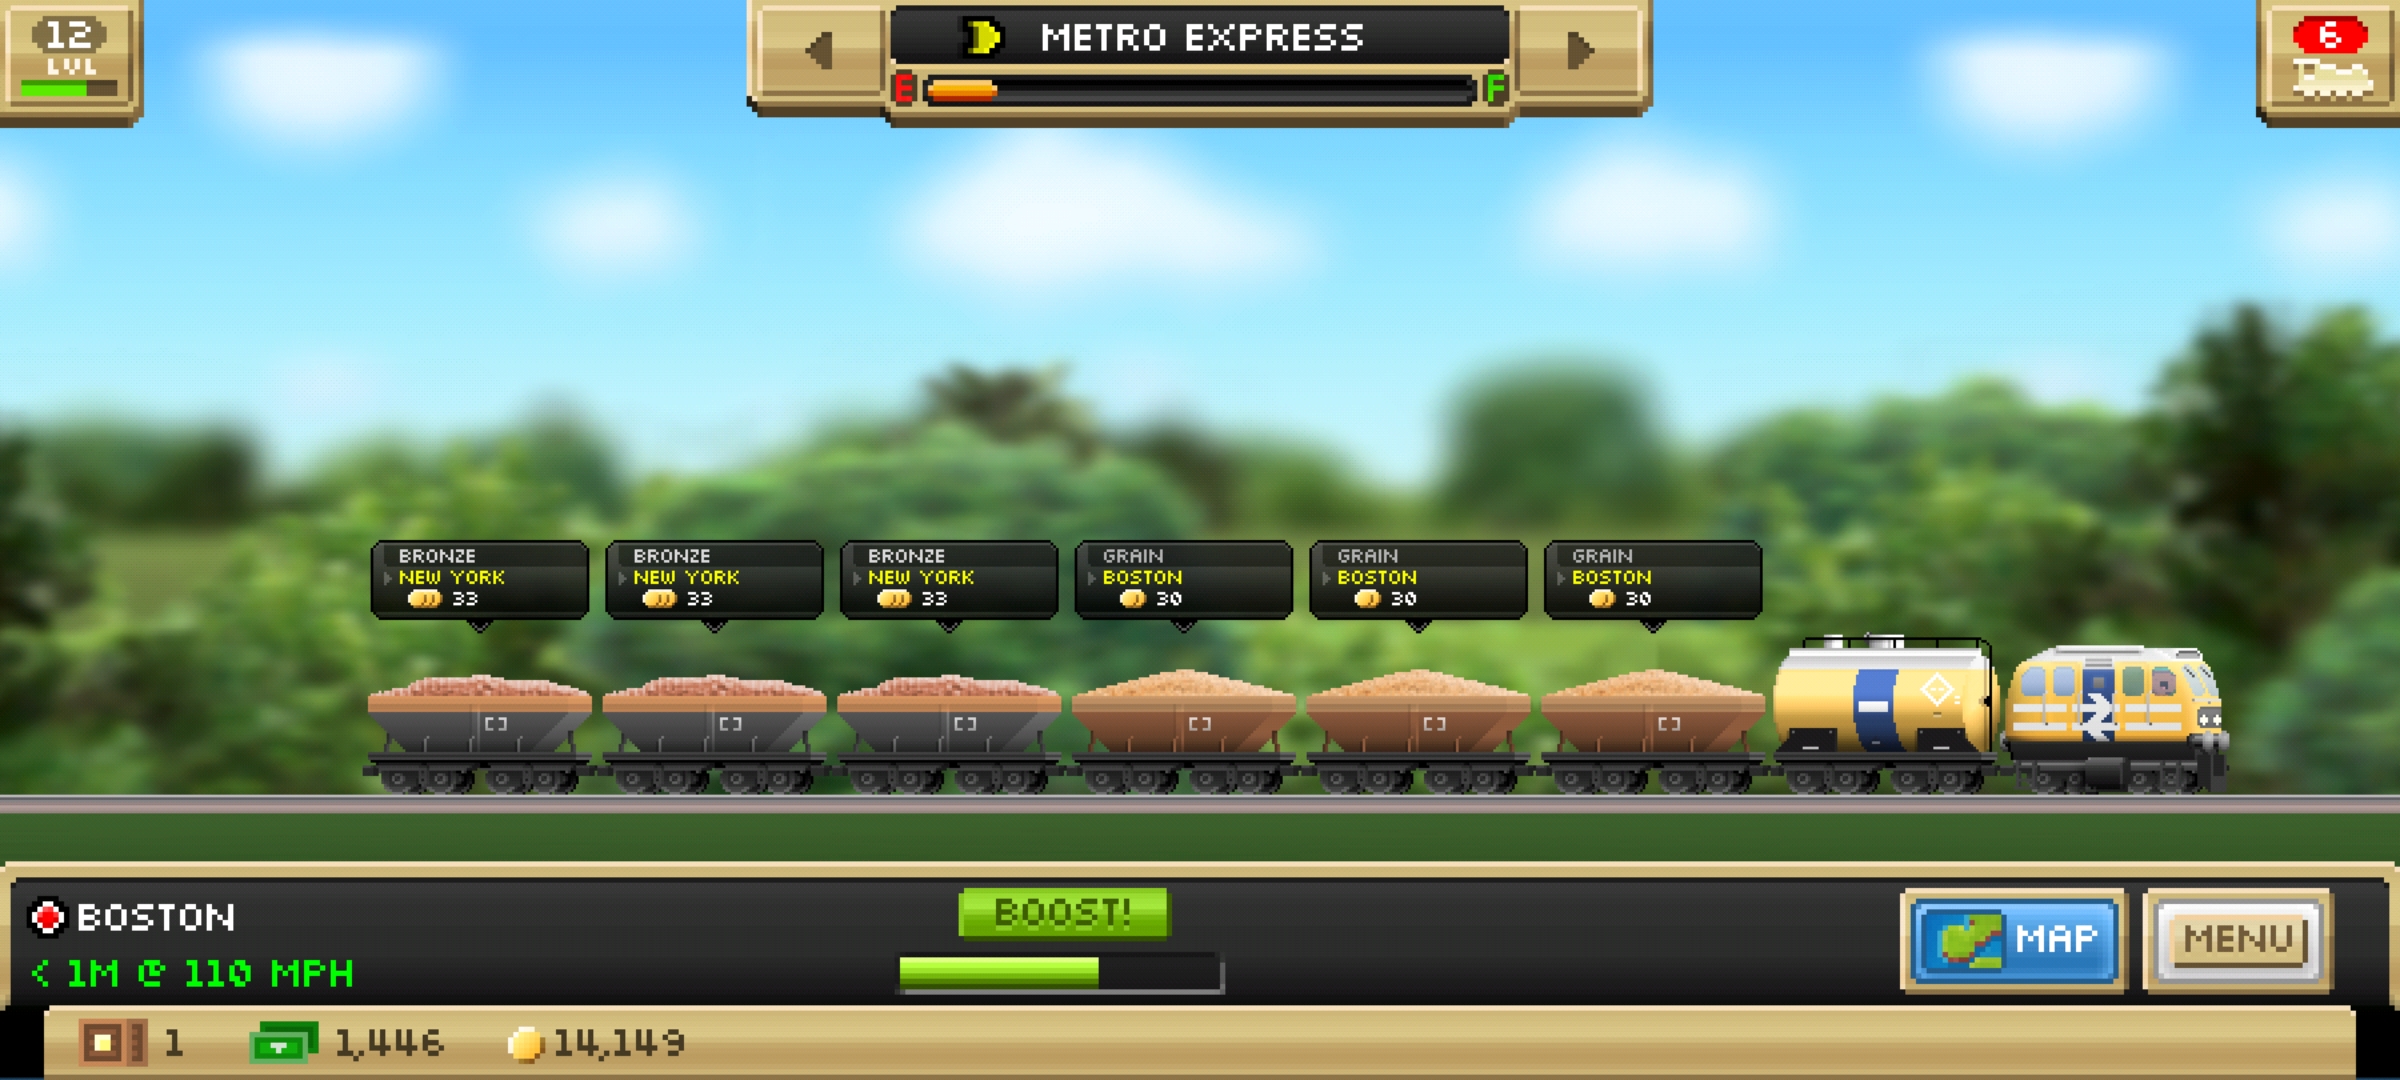 12
LVL
METRO EXPRESS
E F
6
BRONZE
NEW YORK
33
BRONZE
NEW YORK
33
BRONZE
NEW YORK
33
GRAIN
BOSTON
30
GRAIN
BOSTON
30
GRAIN
BOSTON
30
BOSTON
< 1M @ 110 MPH
BOOST!
MAP
MENU
1
1,446
14,149